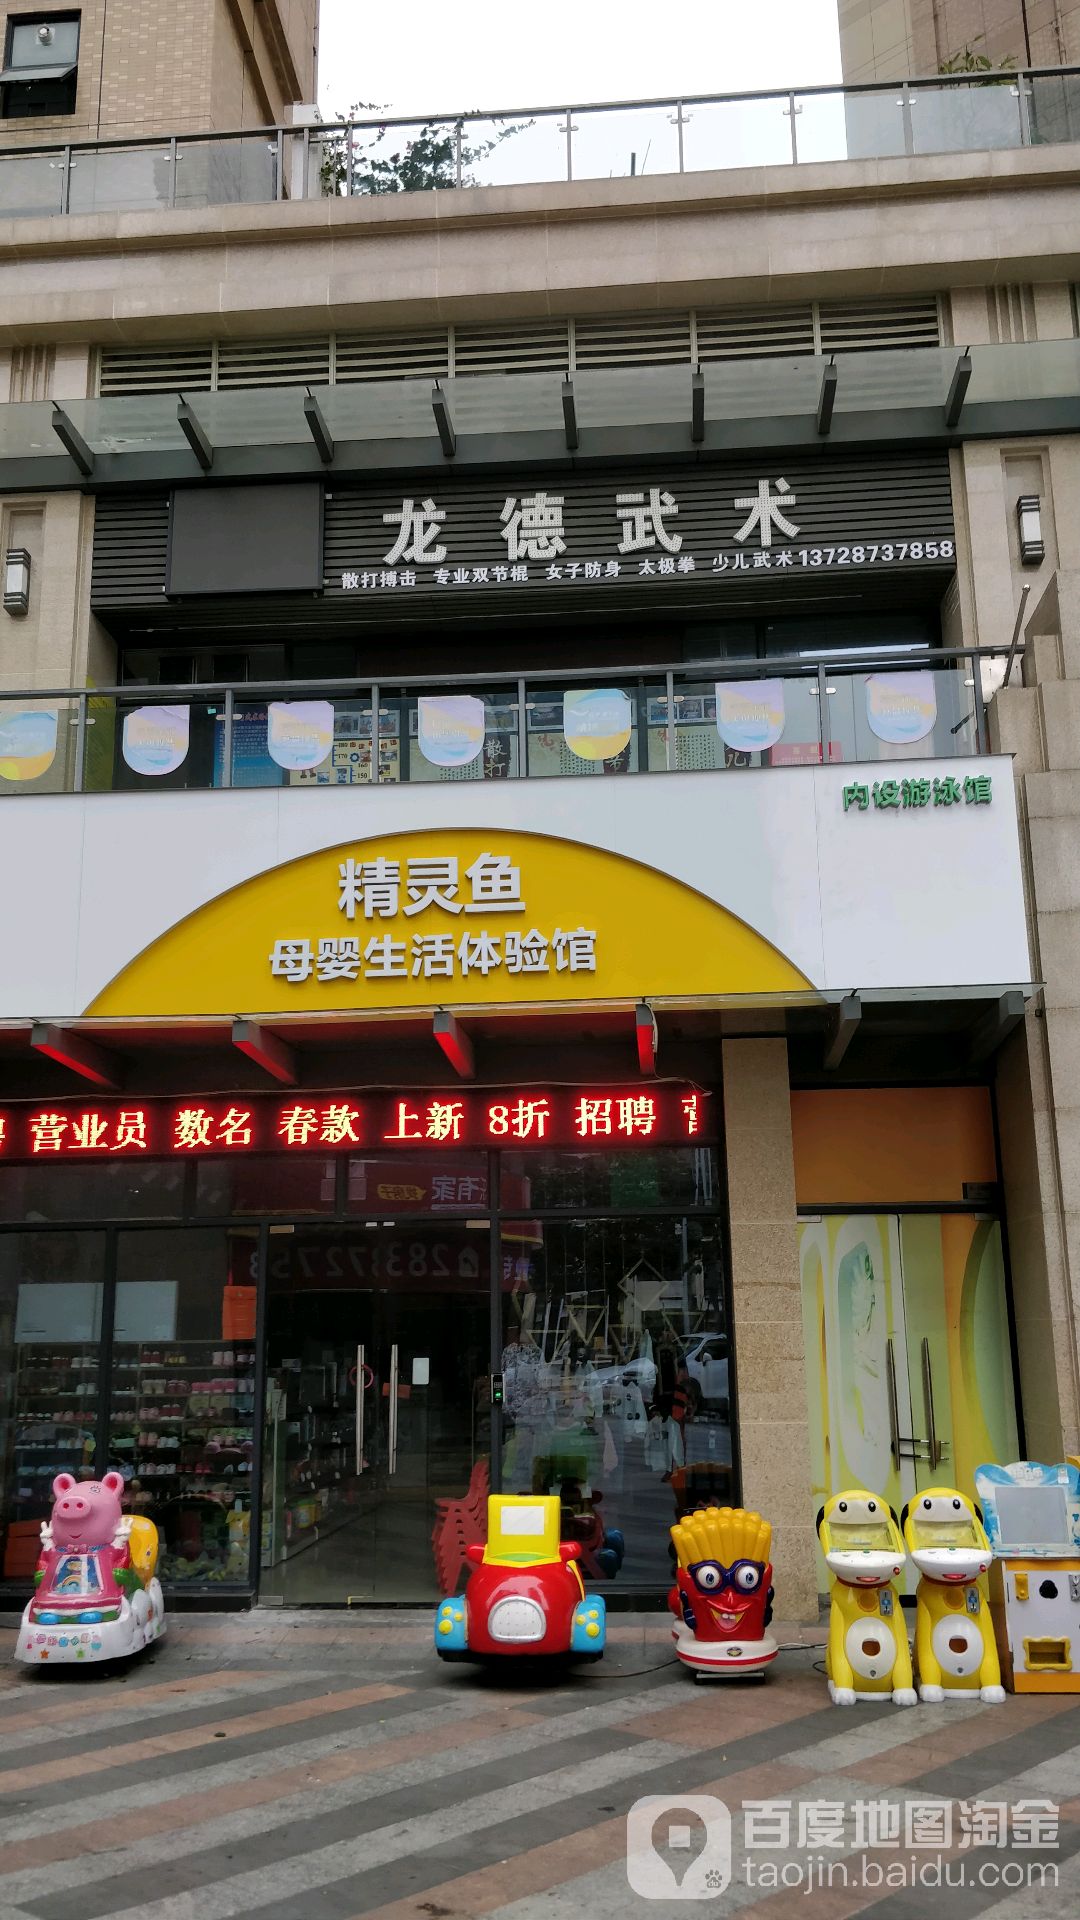 龙德武术
散打搏击 专业双节棍 女子防身 太极拳 少儿武术 13728737858
散打
内设游泳馆
精灵鱼
母婴生活体验馆
营业员 数名 春款 上新 8折 招聘
百度地图淘金
taojin.baidu.com